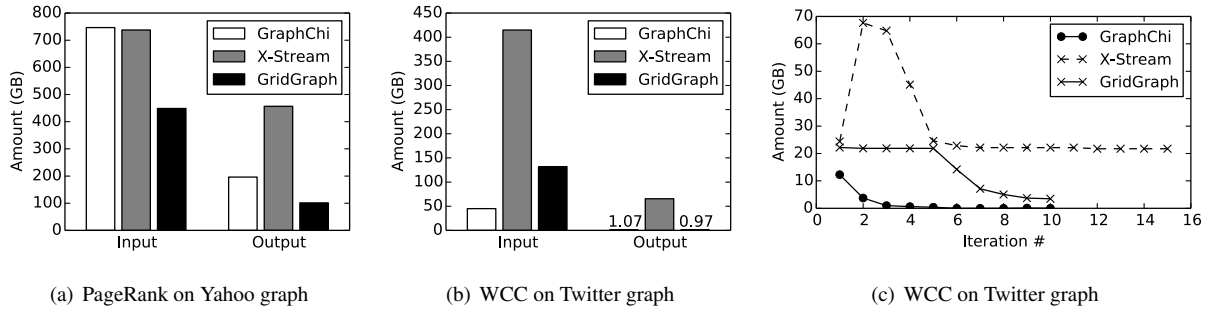 800
700
600
500
400
300
200
100
0
Amount (GB)
GraphChi
X-Stream
GridGraph
Input
Output
(a) PageRank on Yahoo graph
450
400
350
300
250
200
150
100
50
0
Amount (GB)
GraphChi
X-Stream
GridGraph
1.07
0.97
Input
Output
(b) WCC on Twitter graph
70
60
50
40
30
20
10
0
Amount (GB)
GraphChi
X-Stream
GridGraph
0 2 4 6 8 10 12 14 16
Iteration #
(c) WCC on Twitter graph